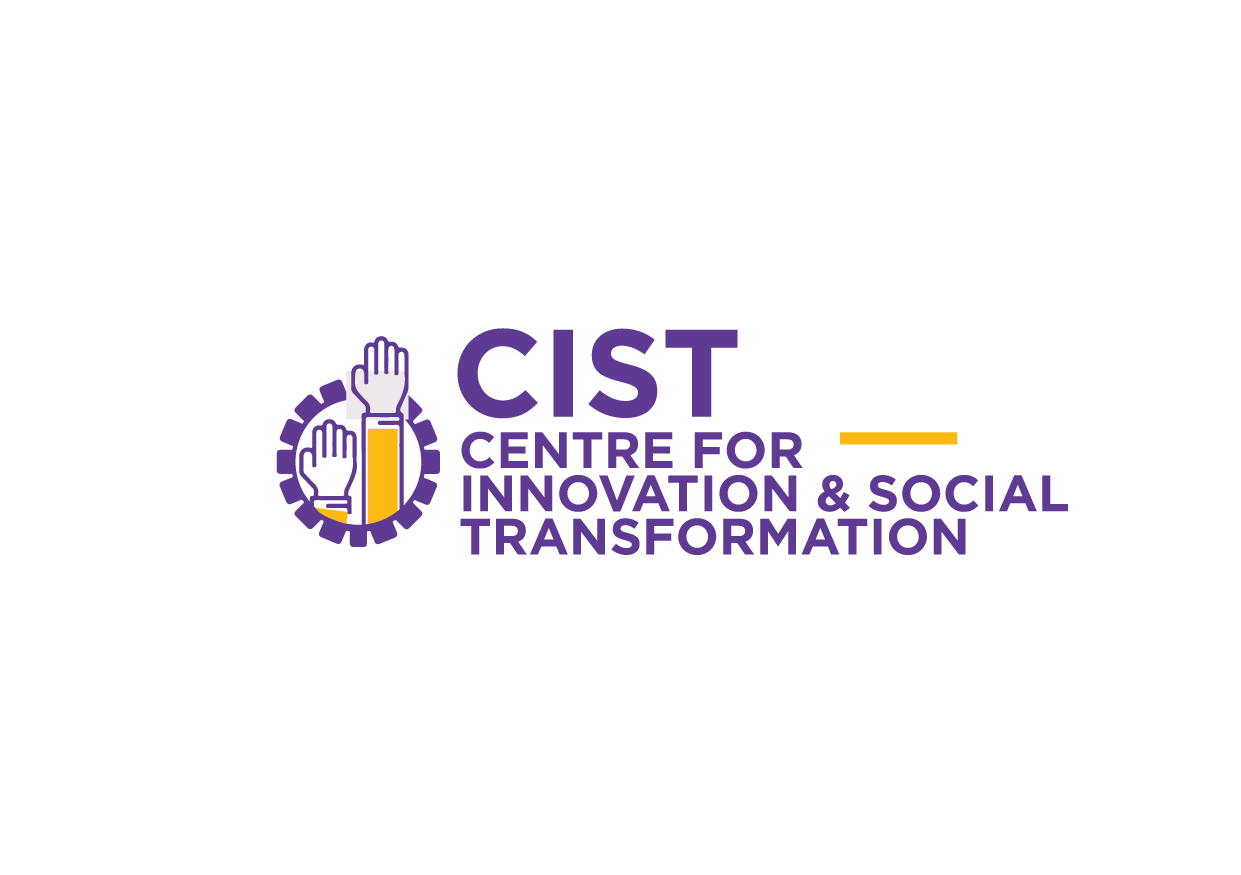 CIST
CENTRE FOR
INNOVATION & SOCIAL
TRANSFORMATION